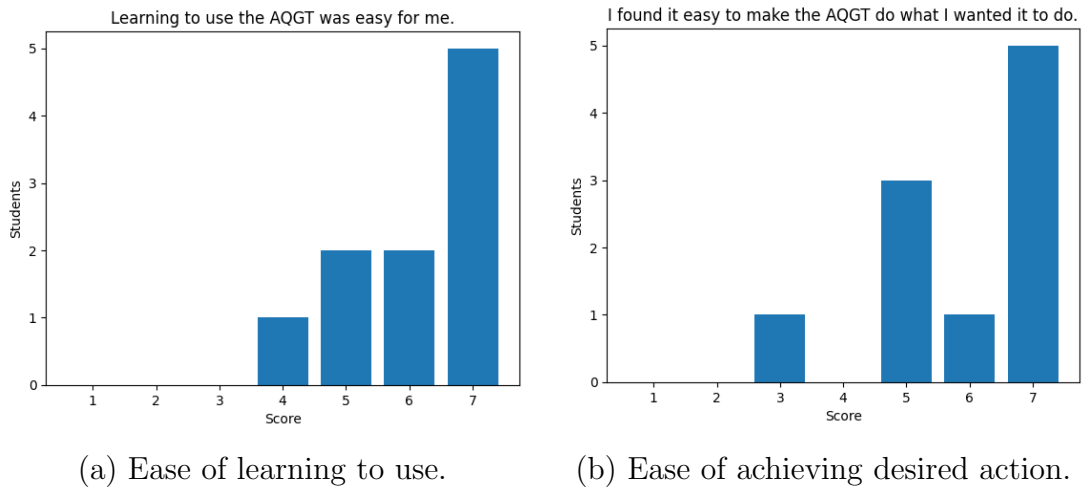 Learning to use the AQGT was easy for me.
5
4
3
2
1
0
Students
1 2 3 4 5 6 7
Score
(a) Ease of learning to use.
I found it easy to make the AQGT do what I wanted it to do.
5
4
3
2
1
0
Students
1 2 3 4 5 6 7
Score
(b) Ease of achieving desired action.